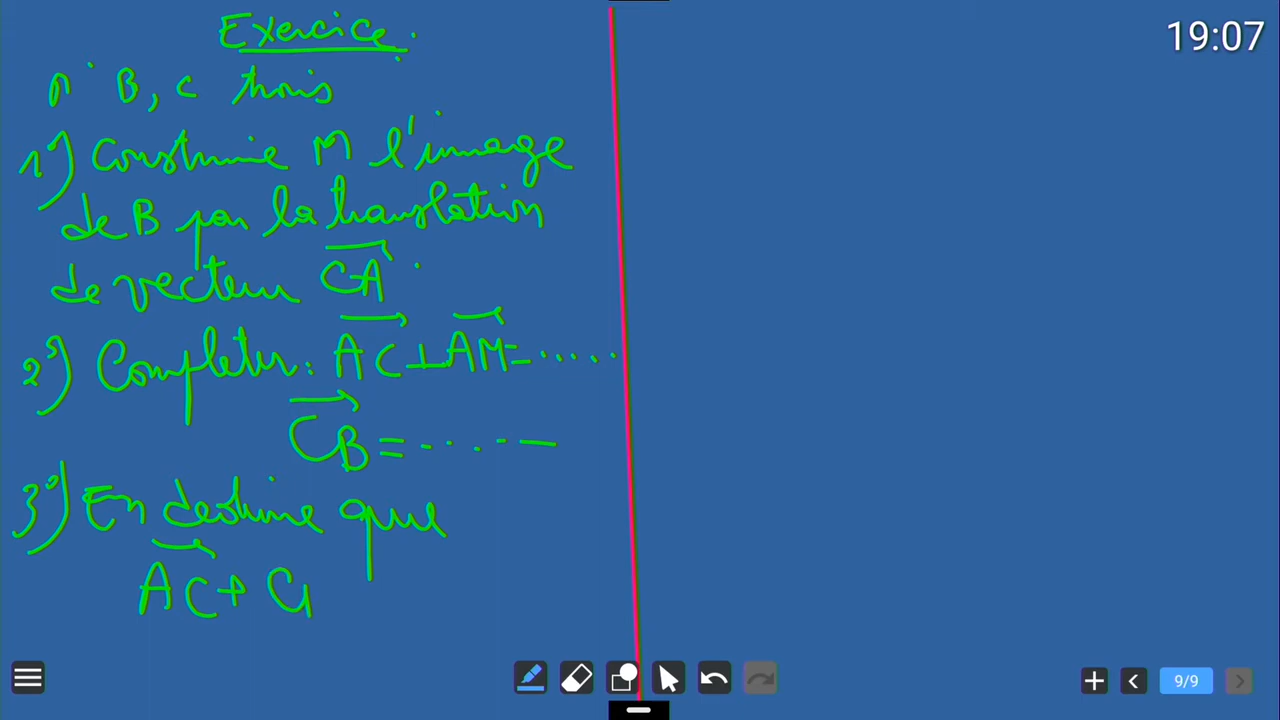 Exercice.
19:07
A B, C trois
1°) Construire M l'image
de B par la translation
de vecteur CA.
2°) Completer: AC+AM=.....
CB=....—
3°) En déduire que
AC+C
9/9